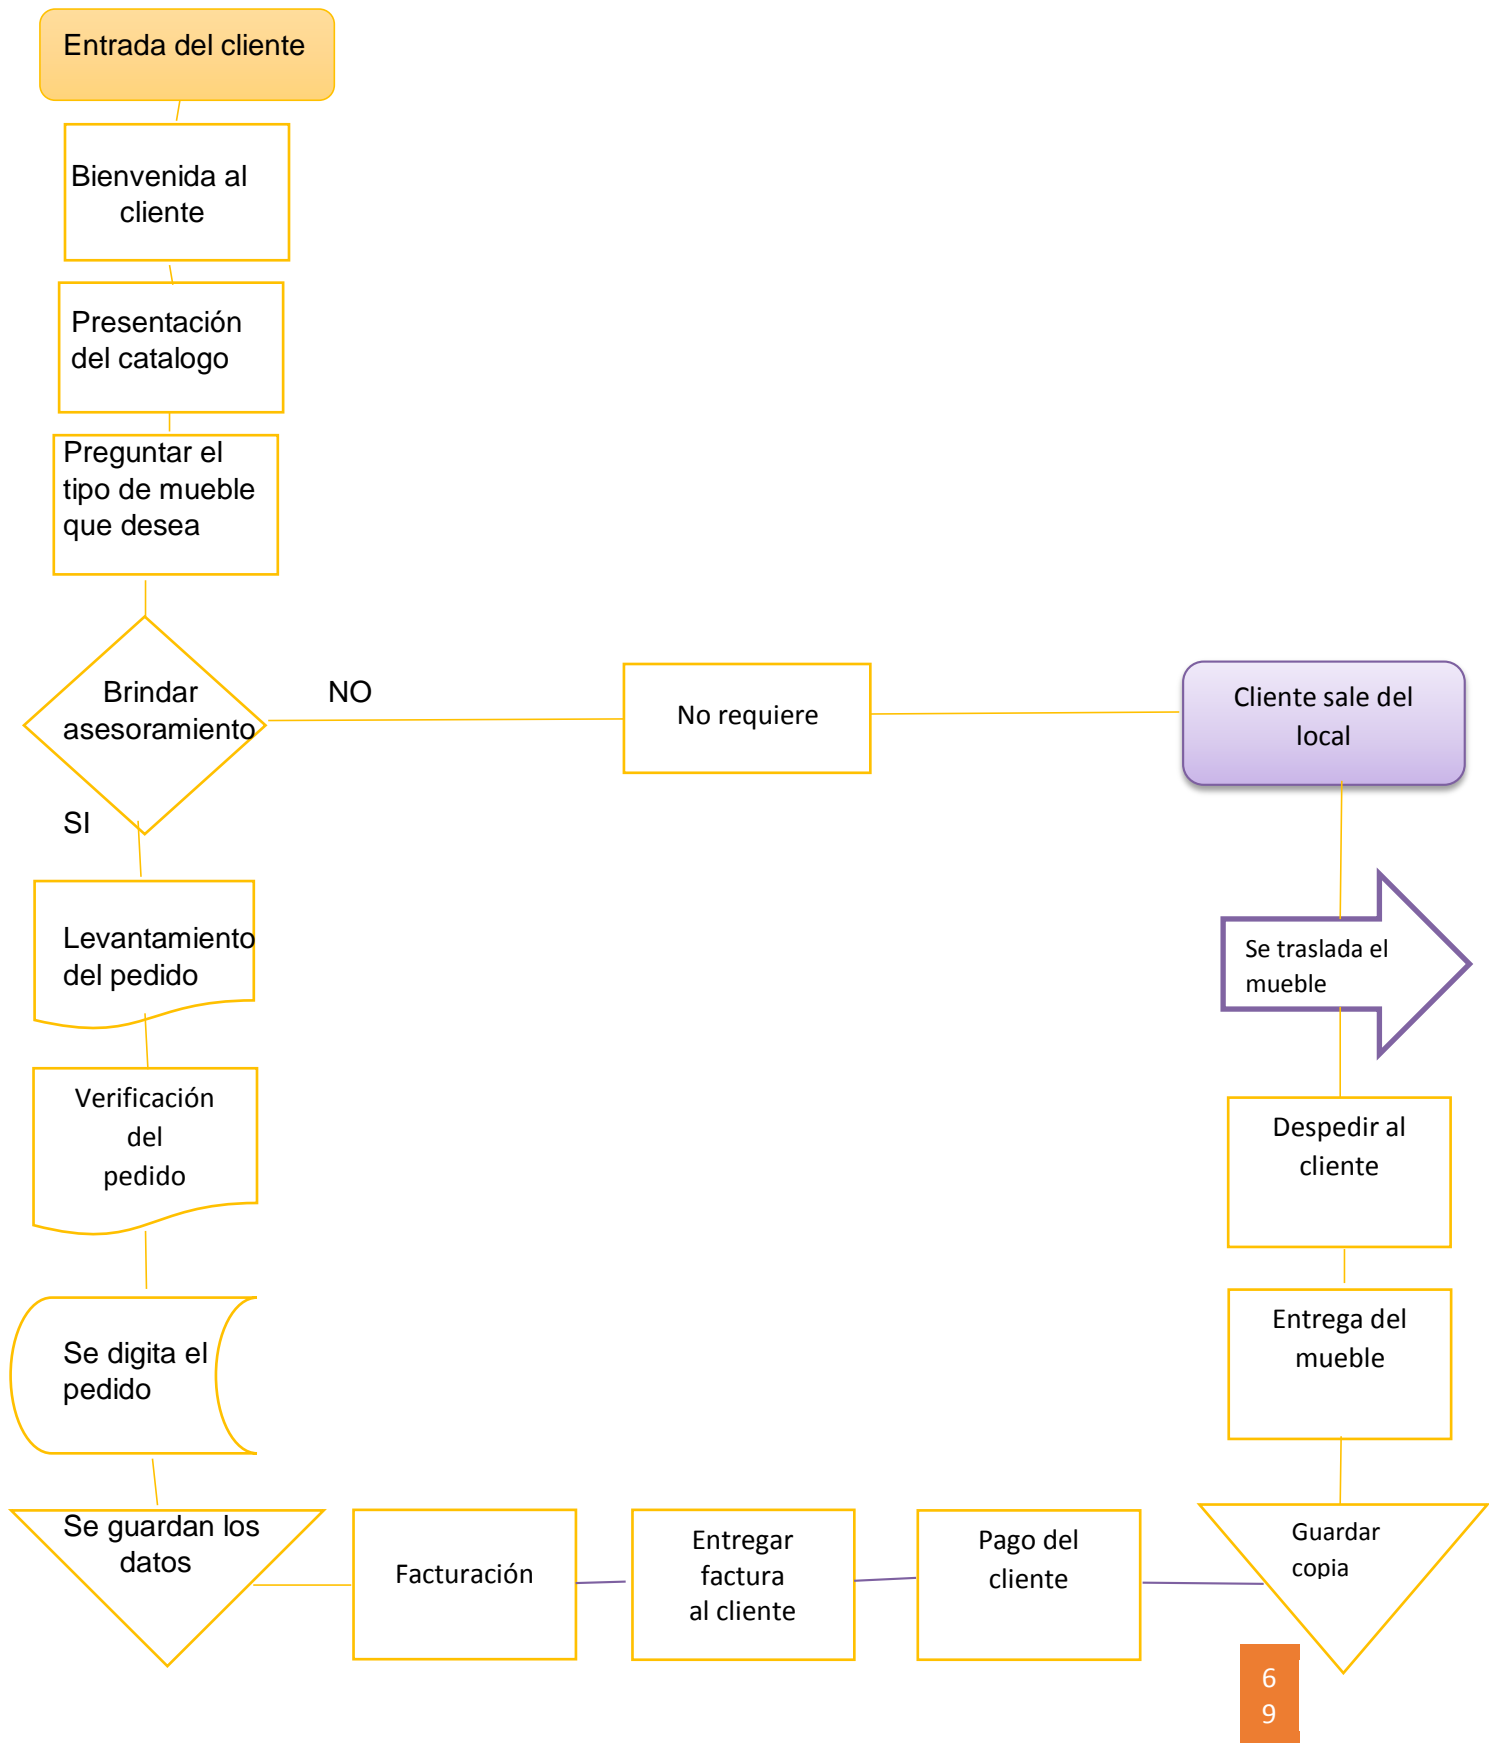 Entrada del cliente
Bienvenida al
cliente
Presentación
del catalogo
Preguntar el
tipo de mueble
que desea
Brindar
asesoramiento
NO
No requiere
Cliente sale del
local
SI
Levantamiento
del pedido
Se traslada el
mueble
Verificación
del
pedido
Despedir al
cliente
Se digita el
pedido
Entrega del
mueble
Se guardan los
datos
Facturación
Entregar
factura
al cliente
Pago del
cliente
Guardar
copia
6
9